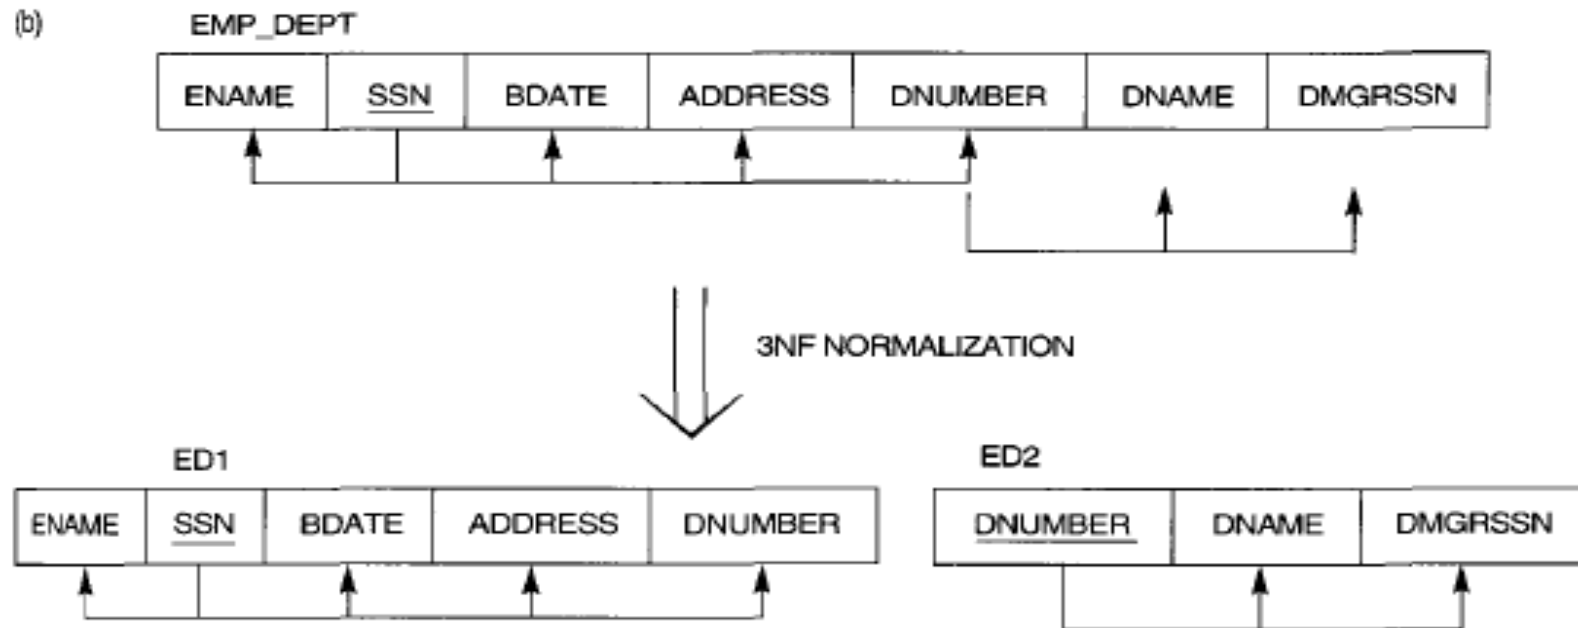 (b)
EMP_DEPT
ENAME SSN BDATE ADDRESS DNUMBER DNAME DMGRSSN
3NF NORMALIZATION
ED1
ENAME SSN BDATE ADDRESS DNUMBER
ED2
DNUMBER DNAME DMGRSSN